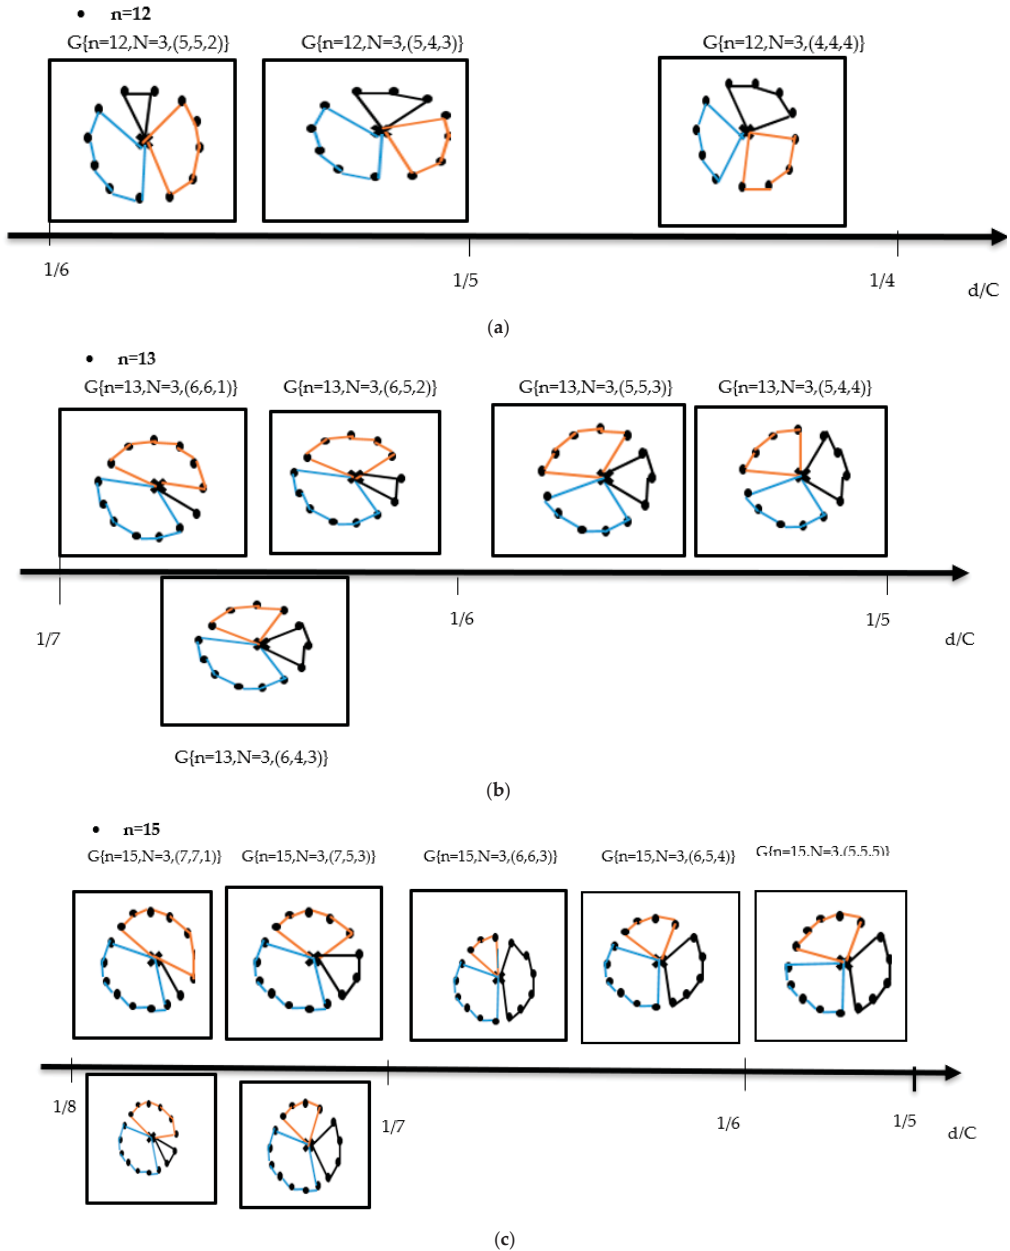 • n=12
G{n=12,N=3,(5,5,2)} G{n=12,N=3,(5,4,3)} G{n=12,N=3,(4,4,4)}
1/6 1/5 1/4
d/C
(a)
• n=13
G{n=13,N=3,(6,6,1)} G{n=13,N=3,(6,5,2)} G{n=13,N=3,(5,5,3)} G{n=13,N=3,(5,4,4)}
1/7 1/6 1/5 d/C
G{n=13,N=3,(6,4,3)}
(b)
• n=15
G{n=15,N=3,(7,7,1)} G{n=15,N=3,(7,5,3)} G{n=15,N=3,(6,6,3)} G{n=15,N=3,(6,5,4)} G{n=15,N=3,(5,5,5)}
1/8 1/7 1/6 1/5 d/C
(c)